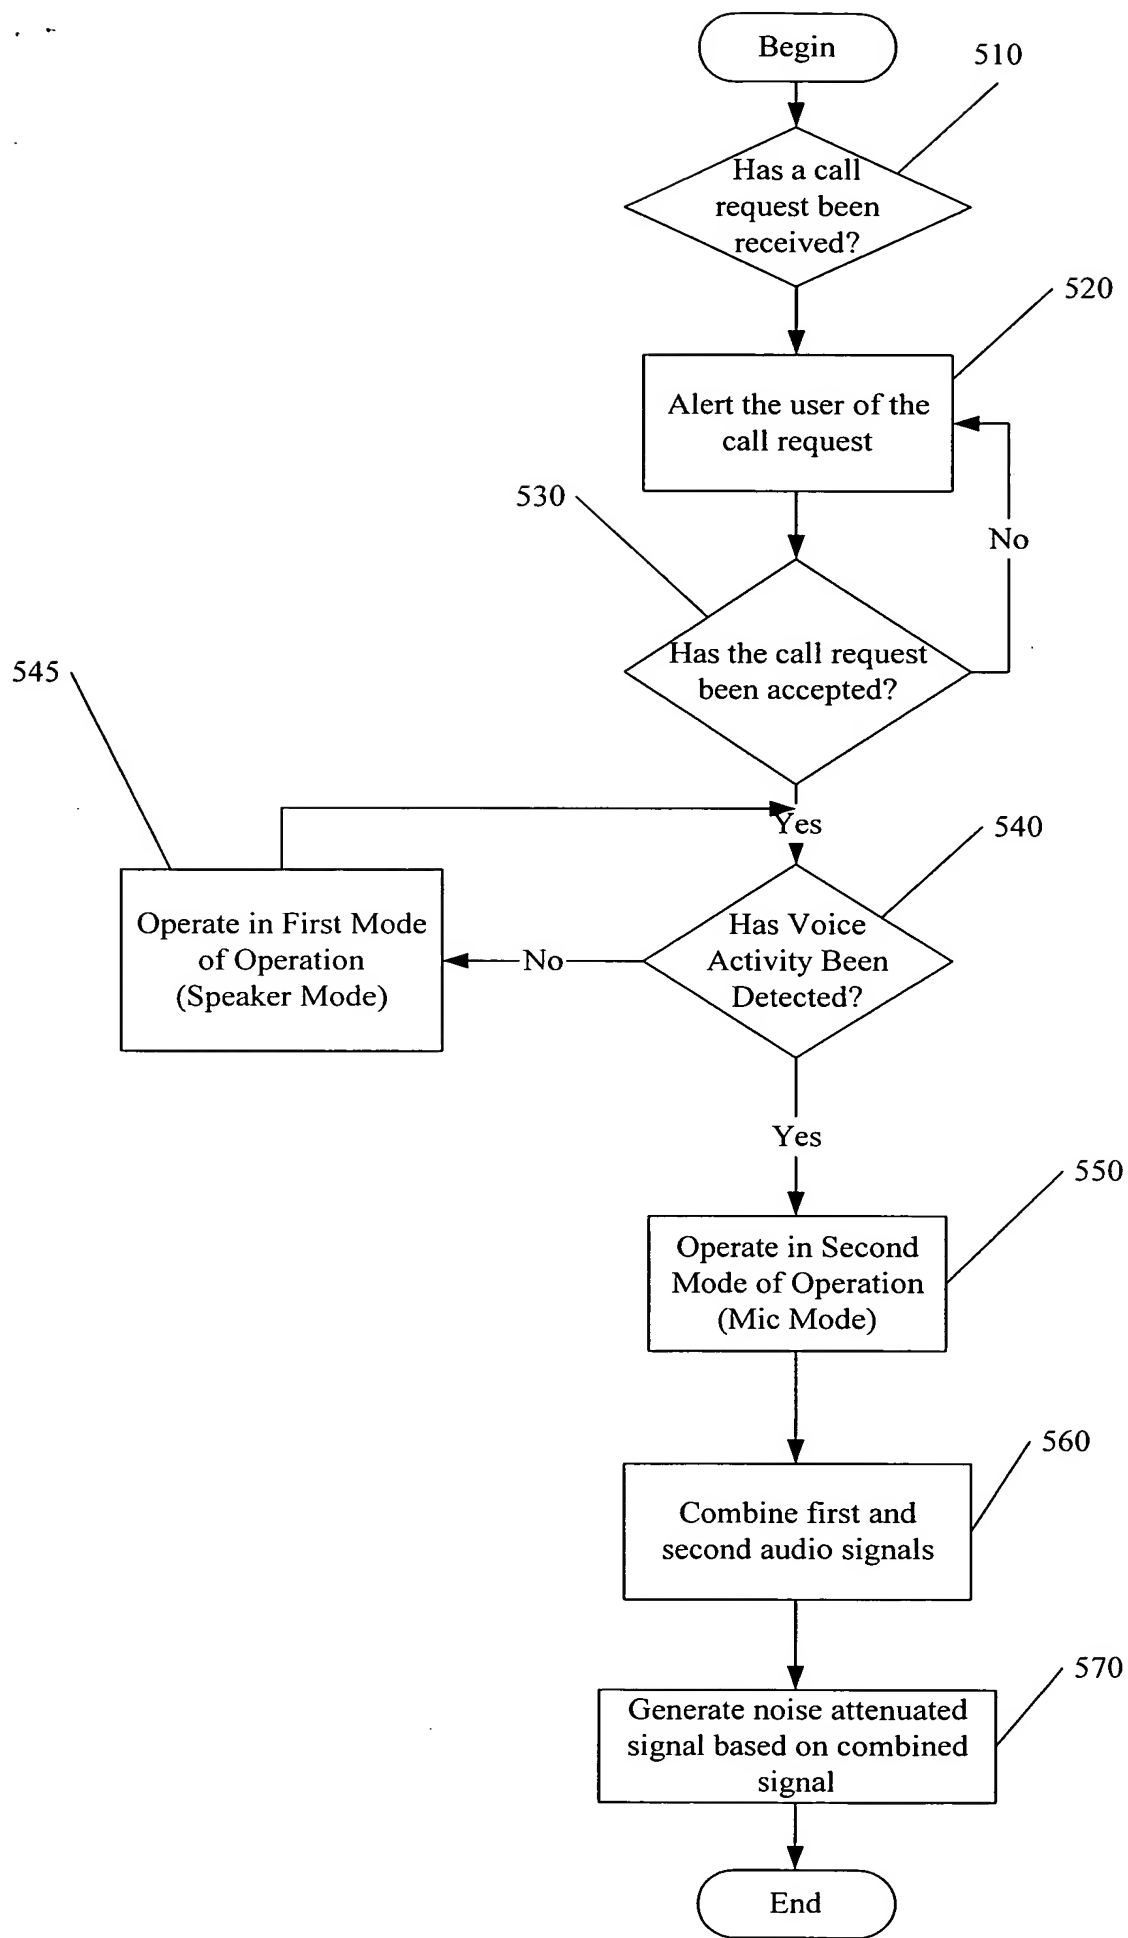 Begin
510
Has a call
request been
received?
520
Alert the user of the
call request
530
No
Has the call request
been accepted?
545
Yes
540
Operate in First Mode
of Operation
(Speaker Mode)
No
Has Voice
Activity Been
Detected?
Yes
550
Operate in Second
Mode of Operation
(Mic Mode)
560
Combine first and
second audio signals
570
Generate noise attenuated
signal based on combined
signal
End